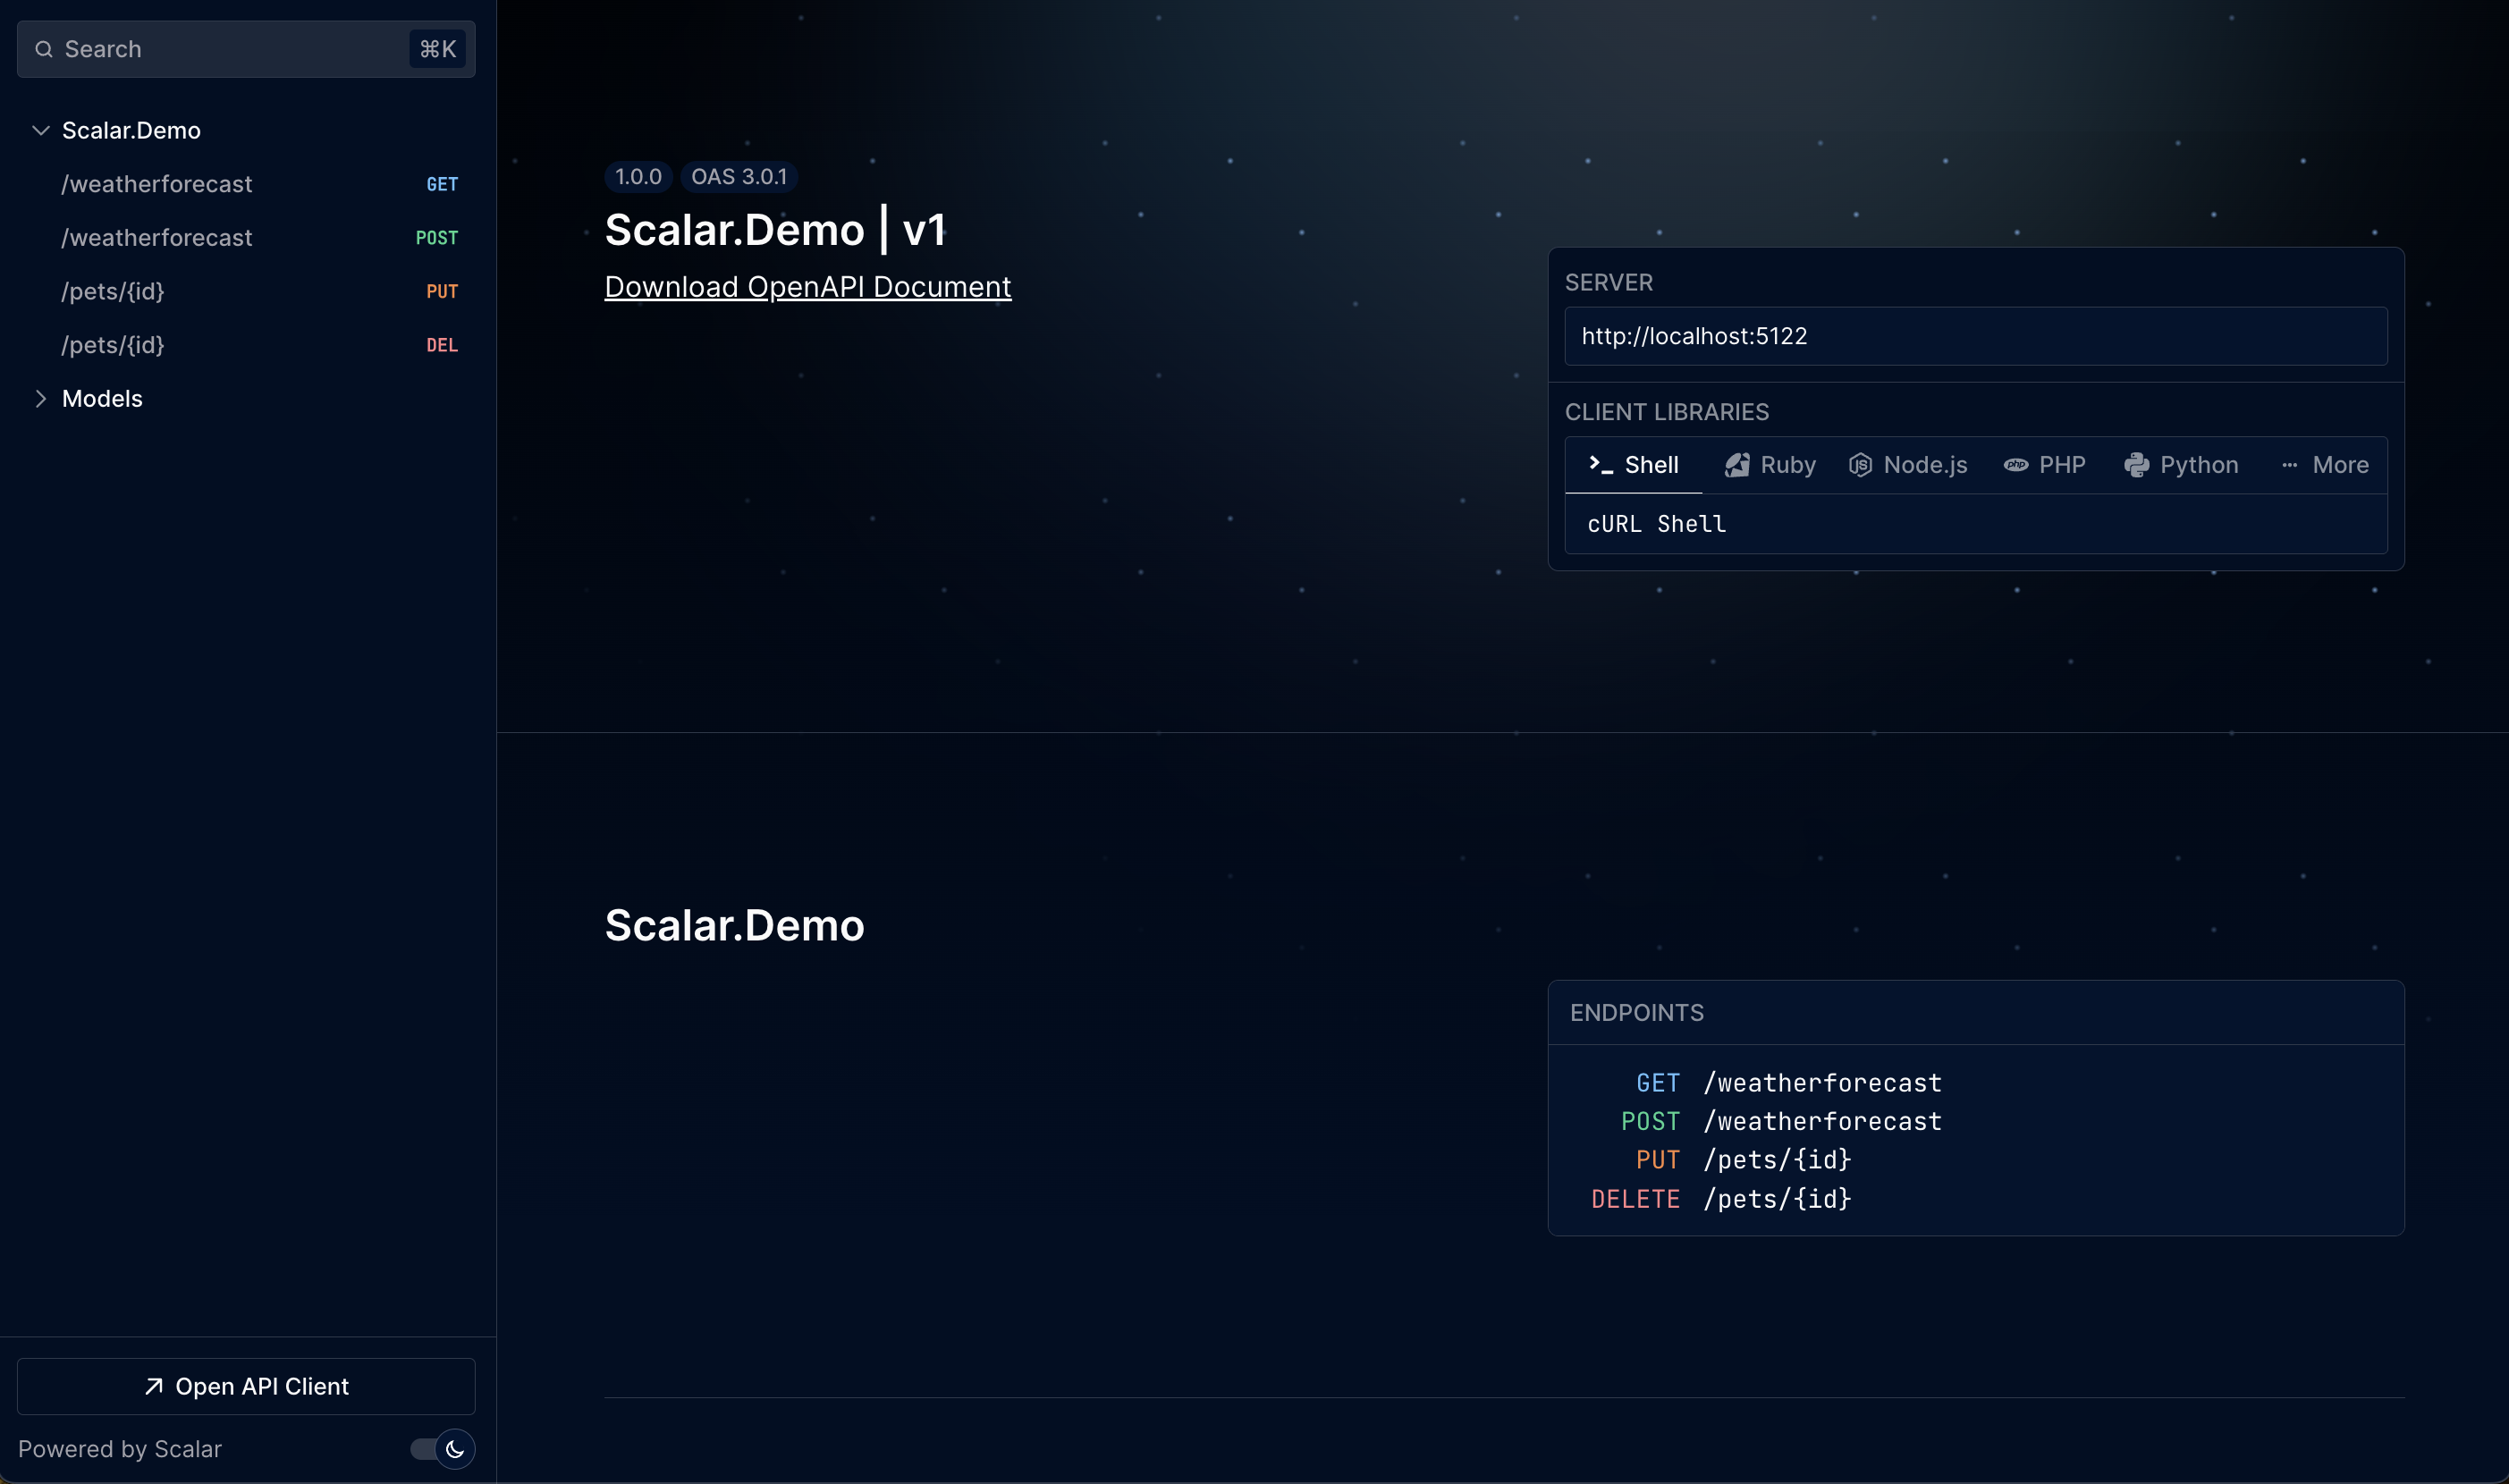 Search ⌘K
Scalar.Demo
/weatherforecast GET
/weatherforecast POST
/pets/{id} PUT
/pets/{id} DEL
Models
Open API Client
Powered by Scalar
1.0.0 OAS 3.0.1
Scalar.Demo | v1
Download OpenAPI Document
SERVER
http://localhost:5122
CLIENT LIBRARIES
Shell Ruby Node.js PHP Python More
cURL Shell
Scalar.Demo
ENDPOINTS
GET /weatherforecast
POST /weatherforecast
PUT /pets/{id}
DELETE /pets/{id}